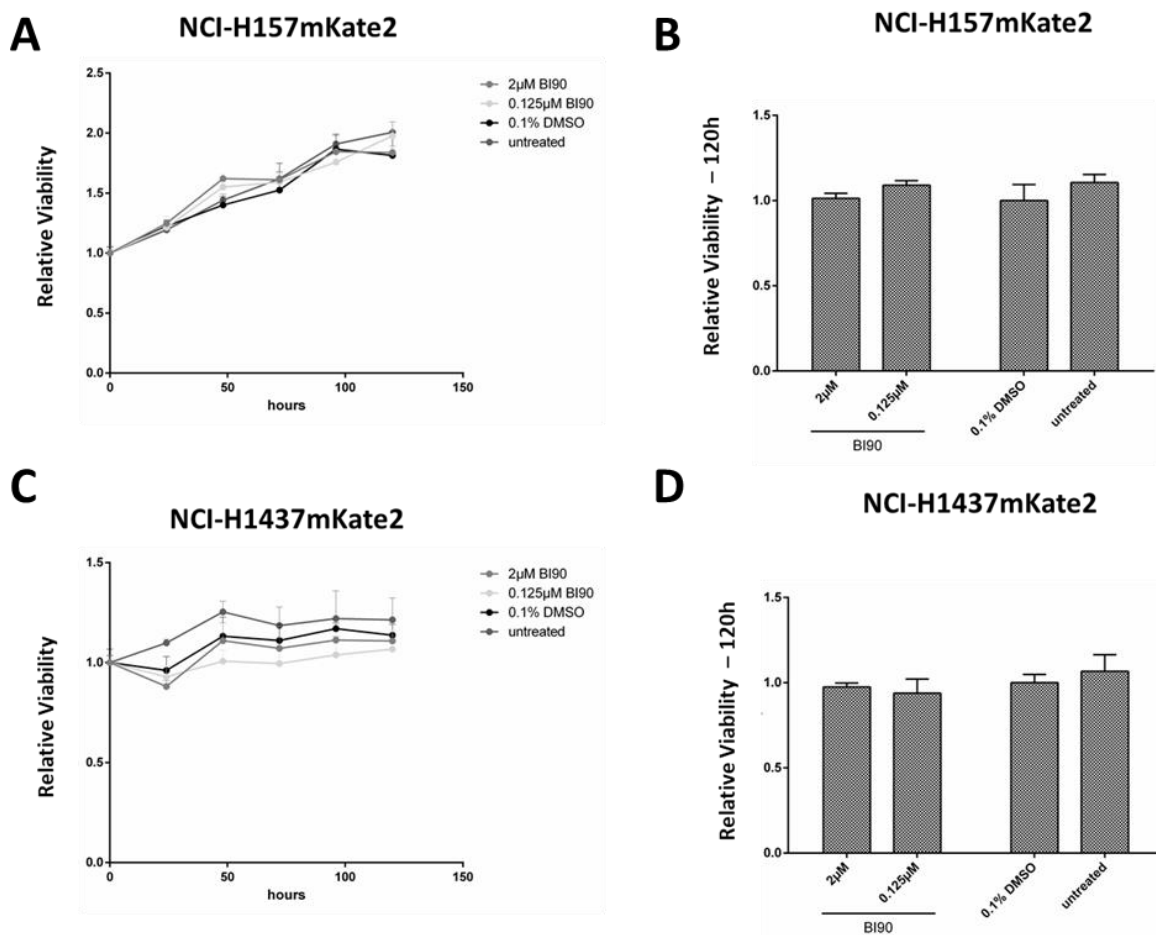 A
NCI-H157mKate2
Relative Viability
2.5
2.0
1.5
1.0
0.5
0.0
0
50
100
150
hours
2µM BI90
0.125µM BI90
0.1% DMSO
untreated
B
NCI-H157mKate2
Relative Viability – 120h
1.5
1.0
0.5
0.0
2µM
0.125µM
0.1% DMSO
untreated
BI90
C
NCI-H1437mKate2
Relative Viability
1.5
1.0
0.5
0.0
0
50
100
150
hours
2µM BI90
0.125µM BI90
0.1% DMSO
untreated
D
NCI-H1437mKate2
Relative Viability – 120h
1.5
1.0
0.5
0.0
2µM
0.125µM
0.1% DMSO
untreated
BI90